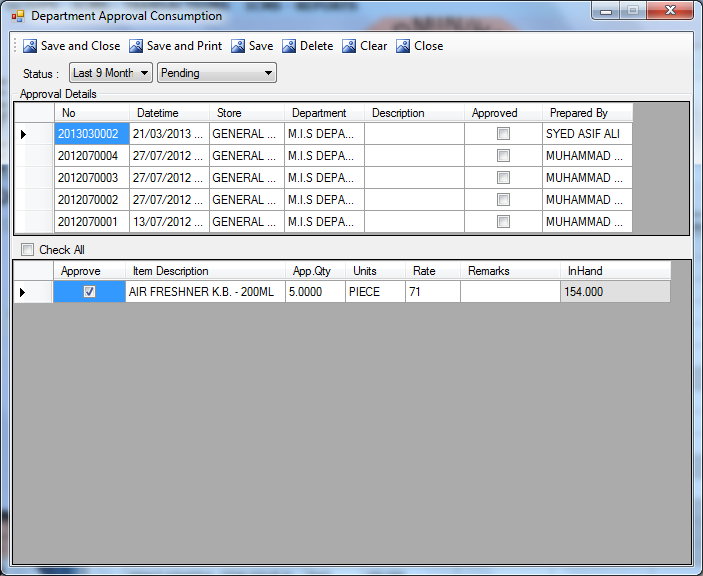 Department Approval Consumption
Save and Close Save and Print Save Delete Clear Close
Status : Last 9 Month Pending
Approval Details
No Datetime Store Department Description Approved Prepared By
2013030002 21/03/2013 ... GENERAL ... M.I.S DEPA... SYED ASIF ALI
2012070004 27/07/2012 ... GENERAL ... M.I.S DEPA... MUHAMMAD ...
2012070003 27/07/2012 ... GENERAL ... M.I.S DEPA... MUHAMMAD ...
2012070002 27/07/2012 ... GENERAL ... M.I.S DEPA... MUHAMMAD ...
2012070001 13/07/2012 ... GENERAL ... M.I.S DEPA... MUHAMMAD ...
Check All
Approve Item Description App.Qty Units Rate Remarks InHand
AIR FRESHNER K.B. - 200ML 5.0000 PIECE 71 154.000